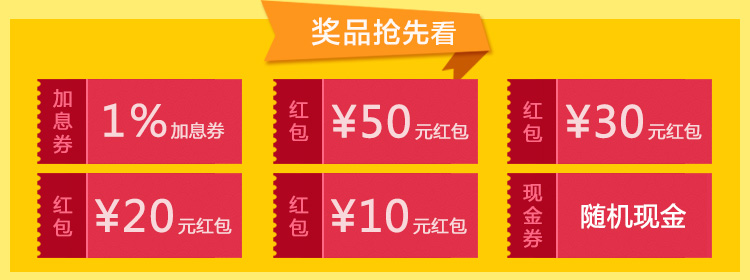 奖品抢先看
加息券
1%加息券
红包
¥50元红包
红包
¥30元红包
红包
¥20元红包
红包
¥10元红包
现金券
随机现金